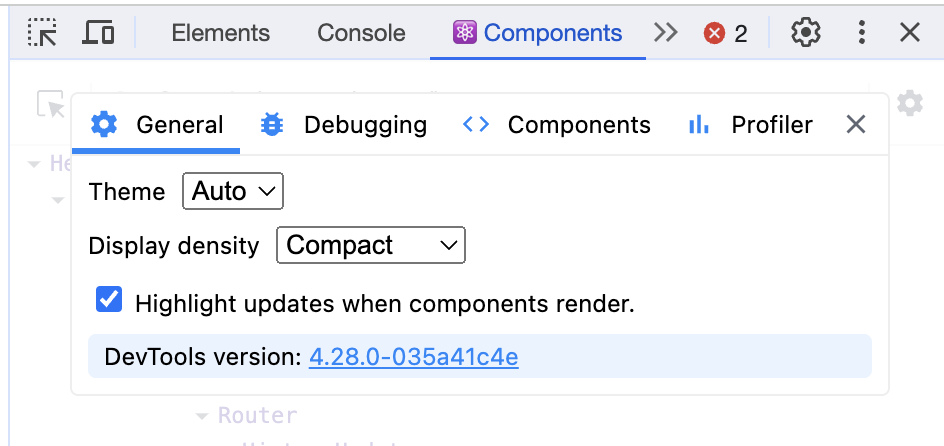 Elements Console Components 2
General Debugging Components Profiler
Theme Auto
Display density Compact
Highlight updates when components render.
DevTools version: 4.28.0-035a41c4e
Router